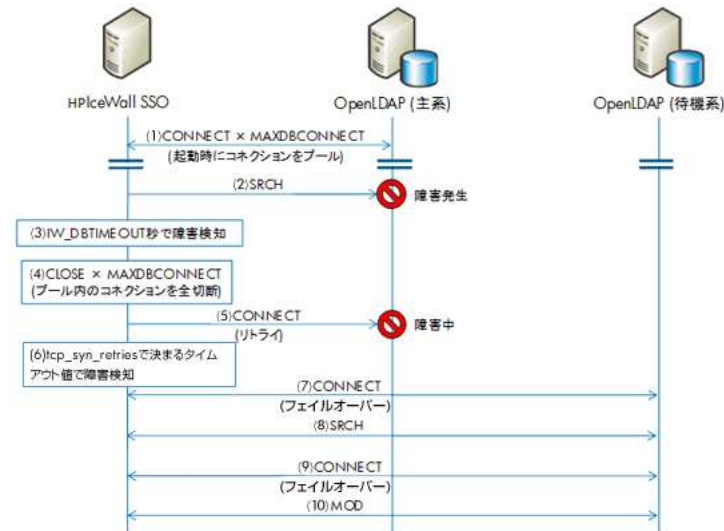 HPIceWall SSO
OpenLDAP (主系)
OpenLDAP (待機系)
(1)CONNECT × MAXDBCONNECT
(起動時にコネクションをプール)
(2)SRCH
障害発生
(3)IW_DBTIMEOUT秒で障害検知
(4)CLOSE × MAXDBCONNECT
(プール内のコネクションを全切断)
(5)CONNECT
(リトライ)
障害中
(6)tcp_syn_retriesで決まるタイム
アウト値で障害検知
(7)CONNECT
(フェイルオーバー)
(8)SRCH
(9)CONNECT
(フェイルオーバー)
(10)MOD